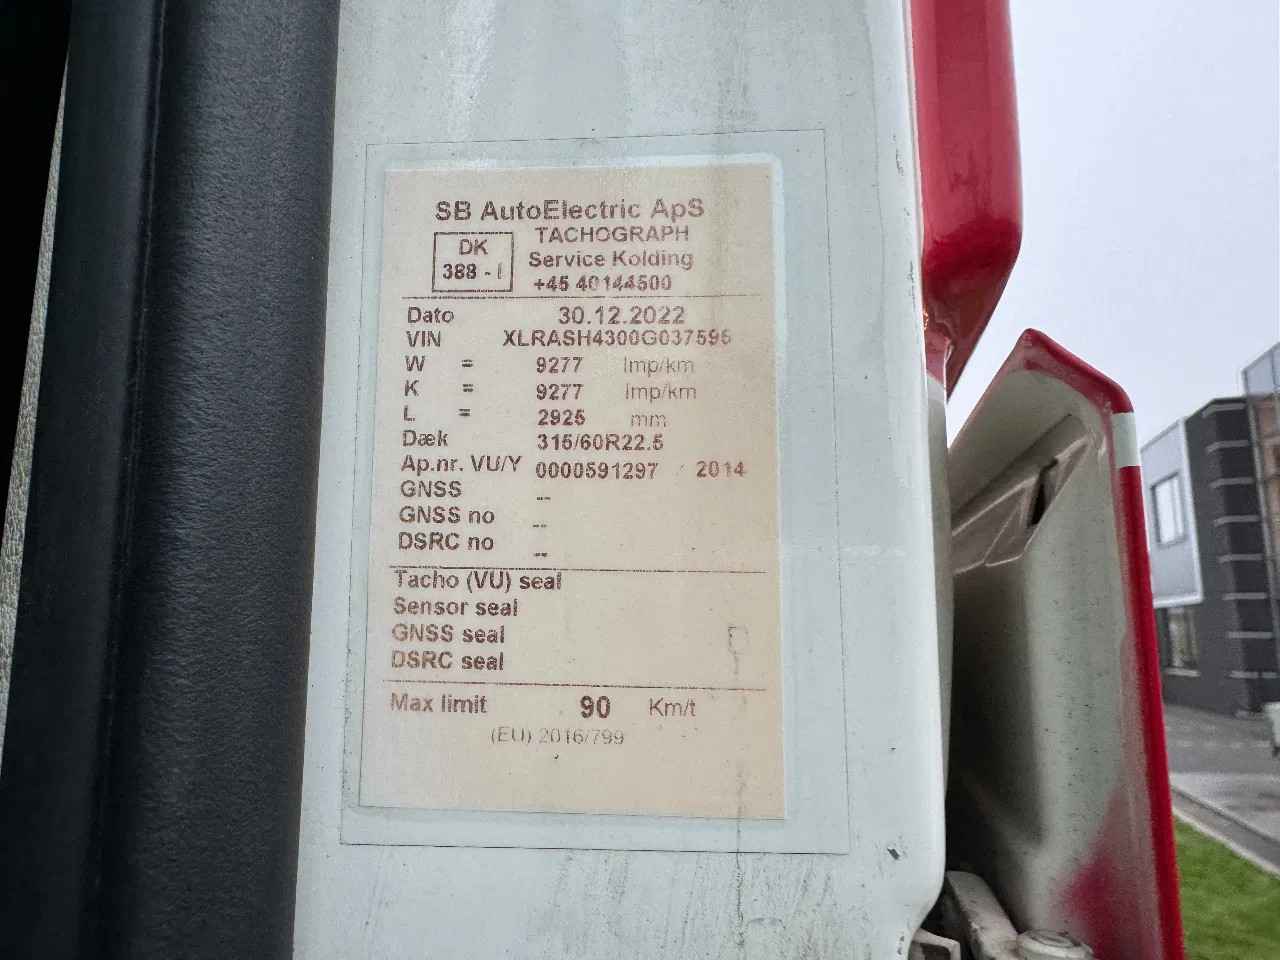 SB AutoElectric ApS
DK
388 - I
TACHOGRAPH
Service Kolding
+45 40144500
Dato 30.12.2022
VIN XLRASH4300G037595
W = 9277 Imp/km
K = 9277 Imp/km
L = 2925 mm
Dæk 315/60R22.5
Ap.nr. VU/Y 0000591297 / 2014
GNSS --
GNSS no --
DSRC no --
Tacho (VU) seal
Sensor seal
GNSS seal
DSRC seal
Max limit 90 Km/t
(EU) 2016/799